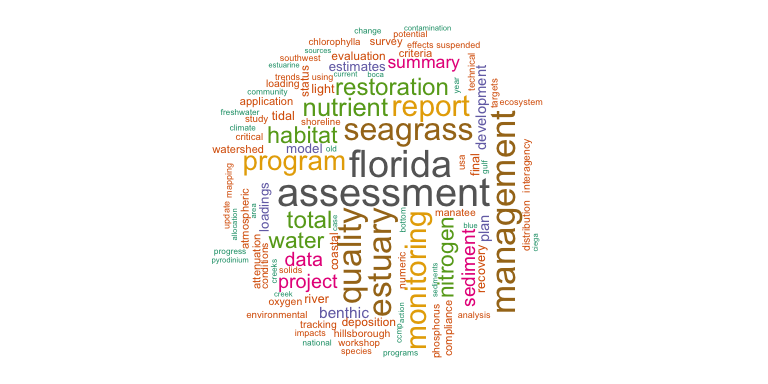 change
contamination
potential
chlorophylla
survey
effects
suspended
sources
southwest
evaluation
criteria
estuarine
estimates
summary
trends
using
current
boca
status
loading
light
restoration
year
technical
community
targets
application
nutrient
report
development
ecosystem
freshwater
study
tidal
shoreline
seagrass
climate
critical
habitat
management
watershed
model
old
program
florida
usa
final
gulf
interagency
mapping
assessment
update
allocation
area
atmospheric
loadings
total
case
quality
estuary
bottom
monitoring
manatee
nitrogen
blue
plan
distribution
ciega
water
coastal
sediment
progress
pyrodinium
attenuation
conditions
creeks
data
solids
project
numeric
sediments
recovery
creek
oxygen
river
benthic
environmental
tracking
deposition
ccmp
action
phosphorus
compliance
analysis
impacts
hillsborough
national
workshop
species
programs